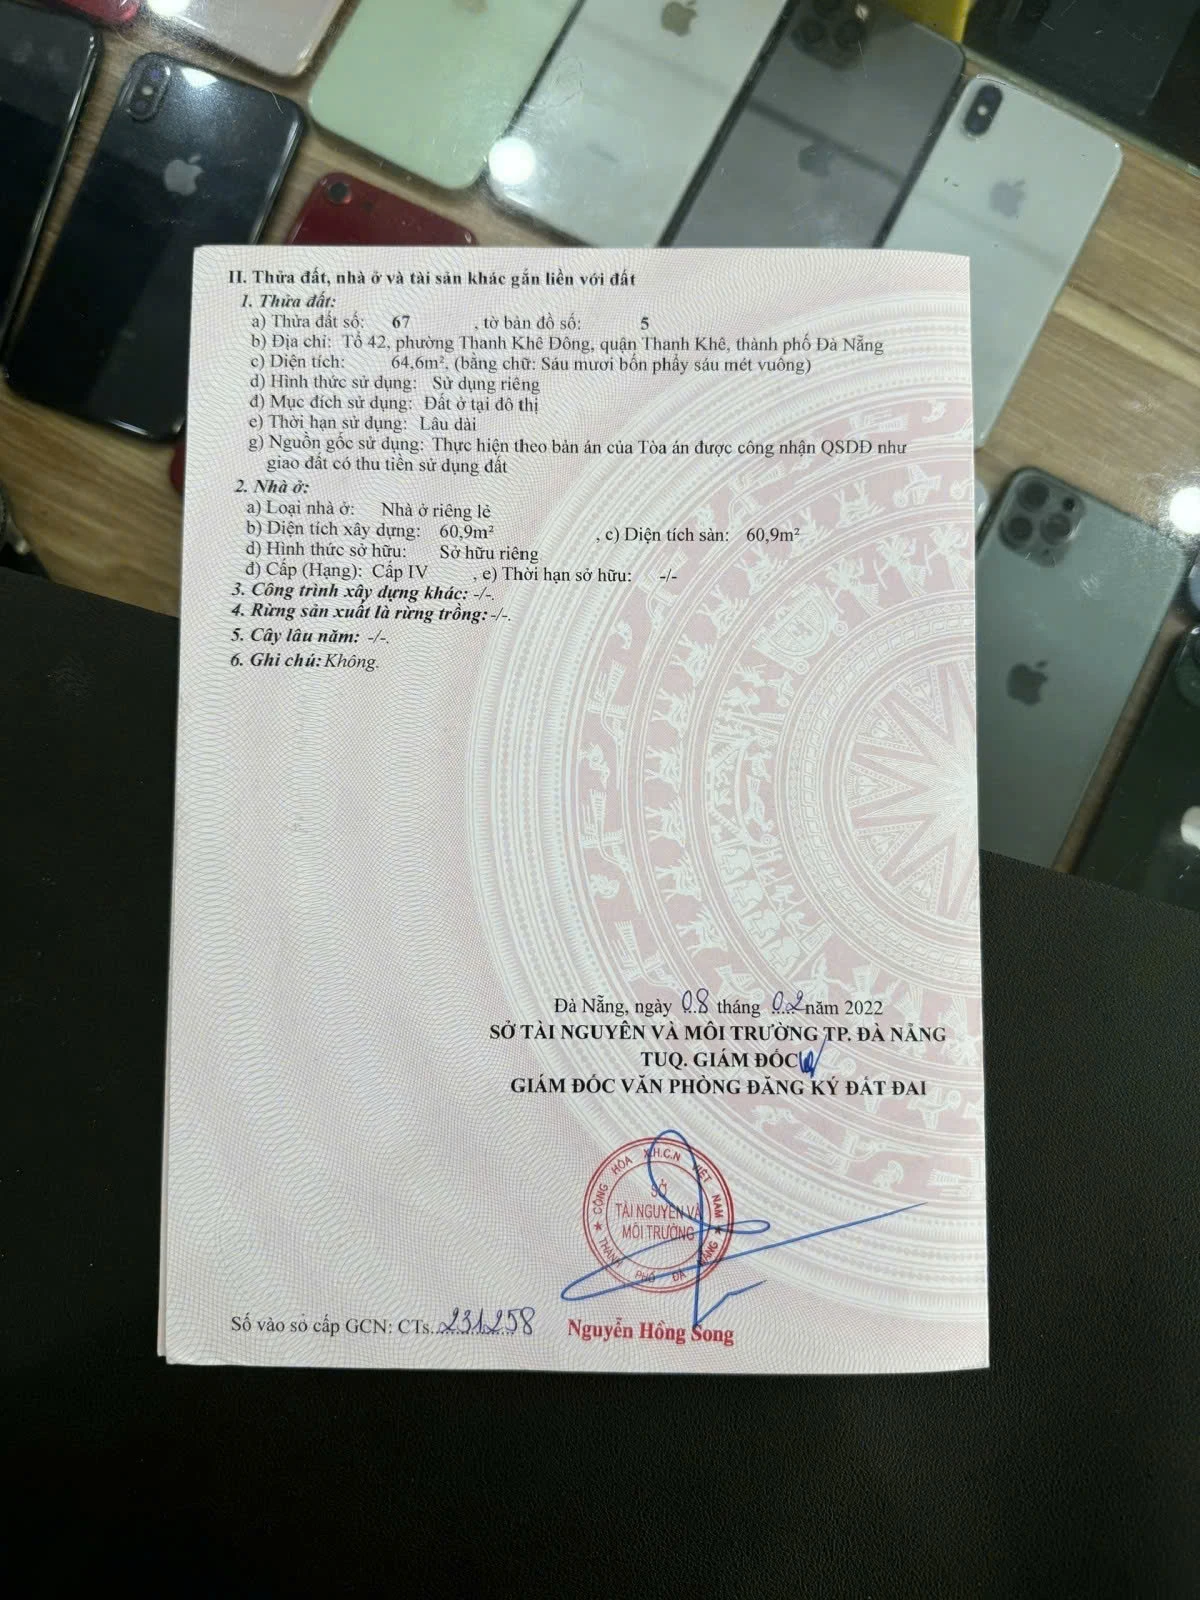 II. Thửa đất, nhà ở và tài sản khác gắn liền với đất
1. Thửa đất:
a) Thửa đất số: 67 , tờ bản đồ số: 5
b) Địa chỉ: Tổ 42, phường Thanh Khê Đông, quận Thanh Khê, thành phố Đà Nẵng
c) Diện tích: 64,6m², (bằng chữ: Sáu mươi bốn phẩy sáu mét vuông)
d) Hình thức sử dụng: Sử dụng riêng
đ) Mục đích sử dụng: Đất ở tại đô thị
e) Thời hạn sử dụng: Lâu dài
g) Nguồn gốc sử dụng: Thực hiện theo bản án của Tòa án được công nhận QSDĐ như
giao đất có thu tiền sử dụng đất
2. Nhà ở:
a) Loại nhà ở: Nhà ở riêng lẻ
b) Diện tích xây dựng: 60,9m² , c) Diện tích sàn: 60,9m²
d) Hình thức sở hữu: Sở hữu riêng
đ) Cấp (Hạng): Cấp IV , e) Thời hạn sở hữu: -/-
3. Công trình xây dựng khác: -/-.
4. Rừng sản xuất là rừng trồng: -/-.
5. Cây lâu năm: -/-.
6. Ghi chú: Không.
Đà Nẵng, ngày 08 tháng 02 năm 2022
SỞ TÀI NGUYÊN VÀ MÔI TRƯỜNG TP. ĐÀ NẴNG
TUQ. GIÁM ĐỐC
GIÁM ĐỐC VĂN PHÒNG ĐĂNG KÝ ĐẤT ĐAI
CỘNG HÒA X.H.C.N VIỆT NAM
SỞ
TÀI NGUYÊN VÀ
MÔI TRƯỜNG
THÀNH PHỐ ĐÀ NẴNG
Số vào sổ cấp GCN: CTs 231258
Nguyễn Hồng Song